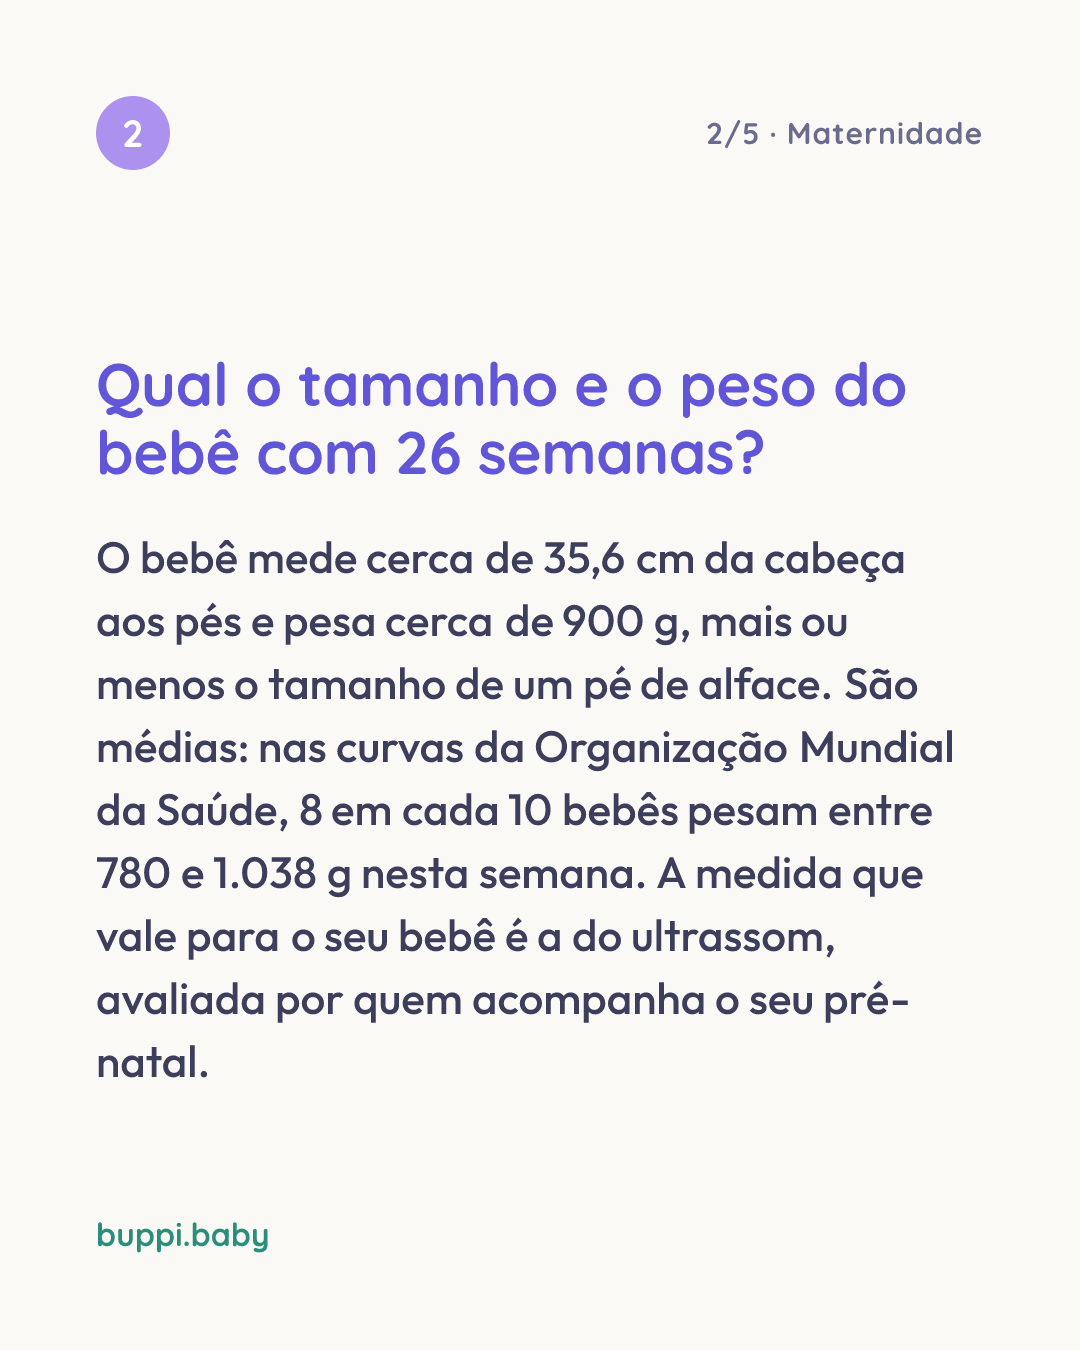 2
2/5 · Maternidade
Qual o tamanho e o peso do
bebê com 26 semanas?
O bebê mede cerca de 35,6 cm da cabeça
aos pés e pesa cerca de 900 g, mais ou
menos o tamanho de um pé de alface. São
médias: nas curvas da Organização Mundial
da Saúde, 8 em cada 10 bebês pesam entre
780 e 1.038 g nesta semana. A medida que
vale para o seu bebê é a do ultrassom,
avaliada por quem acompanha o seu pré-
natal.
buppi.baby